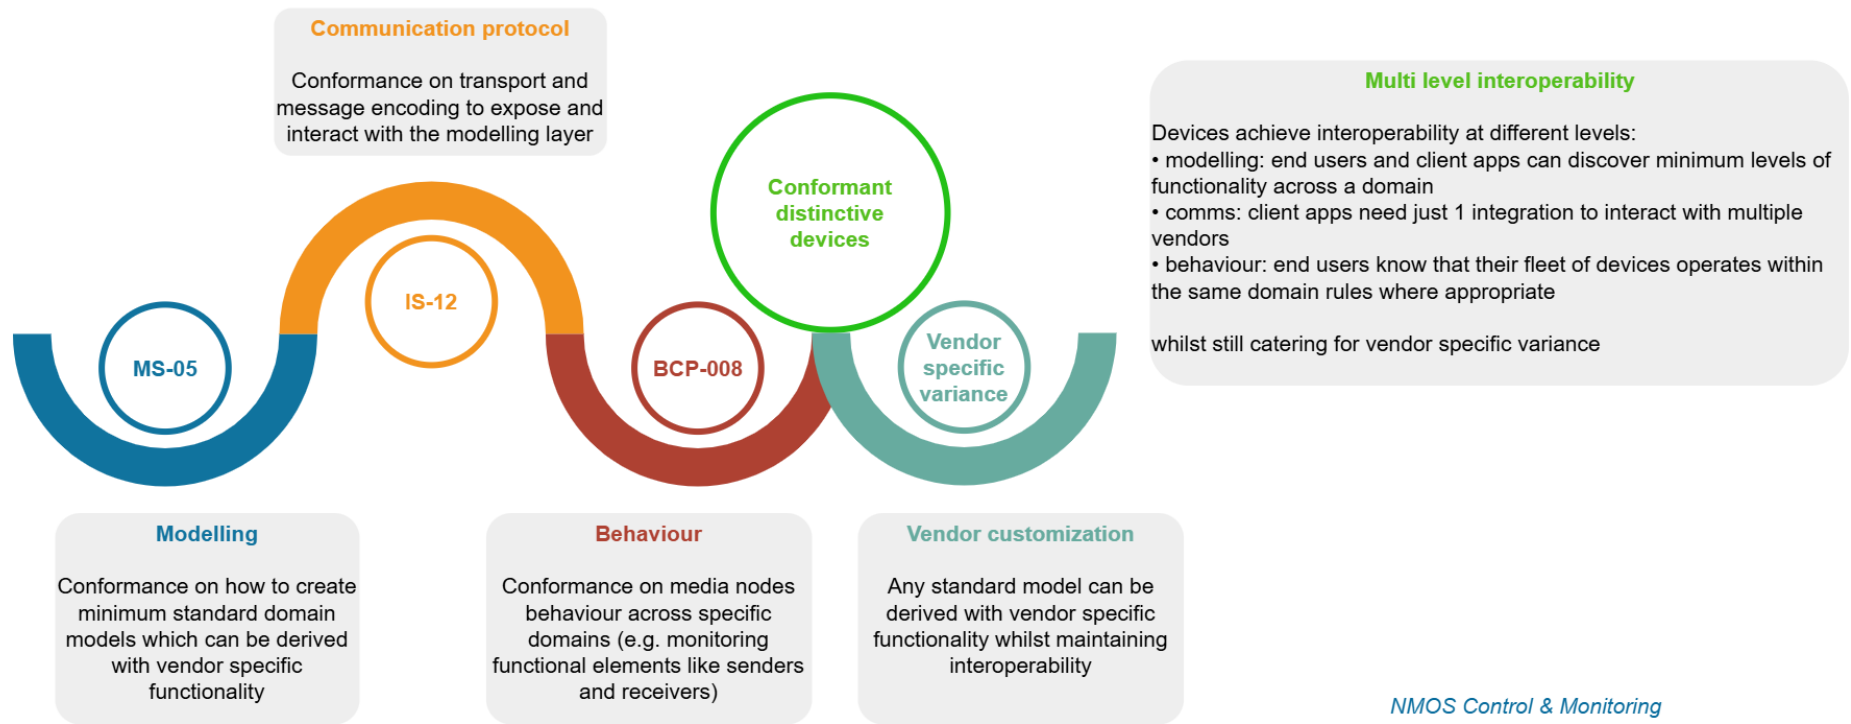 Communication protocol
Conformance on transport and
message encoding to expose and
interact with the modelling layer
Multi level interoperability
Devices achieve interoperability at different levels:
• modelling: end users and client apps can discover minimum levels of
functionality across a domain
• comms: client apps need just 1 integration to interact with multiple
vendors
• behaviour: end users know that their fleet of devices operates within
the same domain rules where appropriate
whilst still catering for vendor specific variance
Conformant
distinctive
devices
MS-05
IS-12
BCP-008
Vendor
specific
variance
Modelling
Conformance on how to create
minimum standard domain
models which can be derived
with vendor specific
functionality
Behaviour
Conformance on media nodes
behaviour across specific
domains (e.g. monitoring
functional elements like senders
and receivers)
Vendor customization
Any standard model can be
derived with vendor specific
functionality whilst maintaining
interoperability
NMOS Control & Monitoring